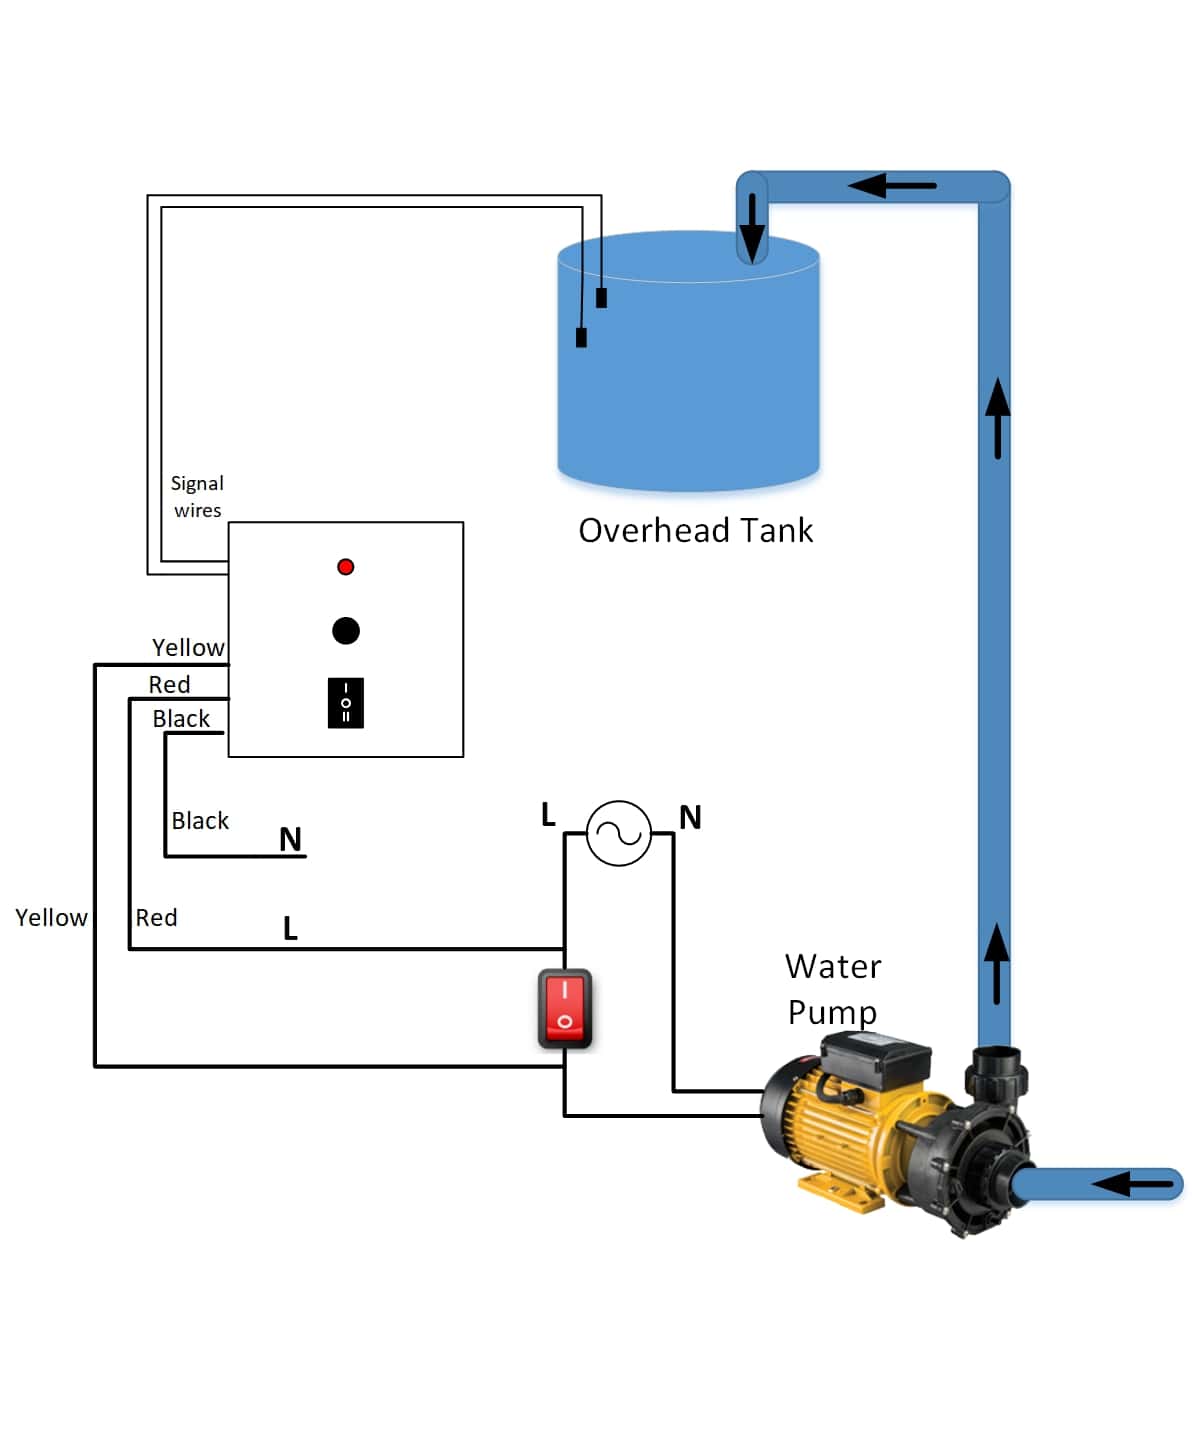 Signal
wires
Overhead Tank
Yellow
Red
Black
Black
N
L
N
Yellow
Red
L
Water
Pump